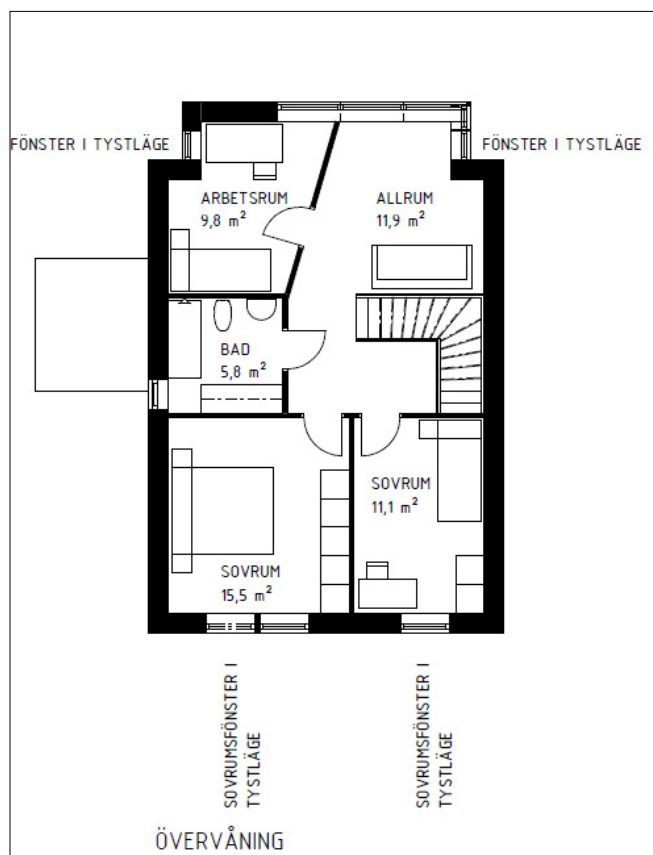 FÖNSTER I TYSTLÄGE
FÖNSTER I TYSTLÄGE
ARBETSRUM
9,8 m²
ALLRUM
11,9 m²
BAD
5,8 m²
SOVRUM
11,1 m²
SOVRUM
15,5 m²
SOVRUMSFÖNSTER I
TYSTLÄGE
SOVRUMSFÖNSTER I
TYSTLÄGE
ÖVERVÅNING